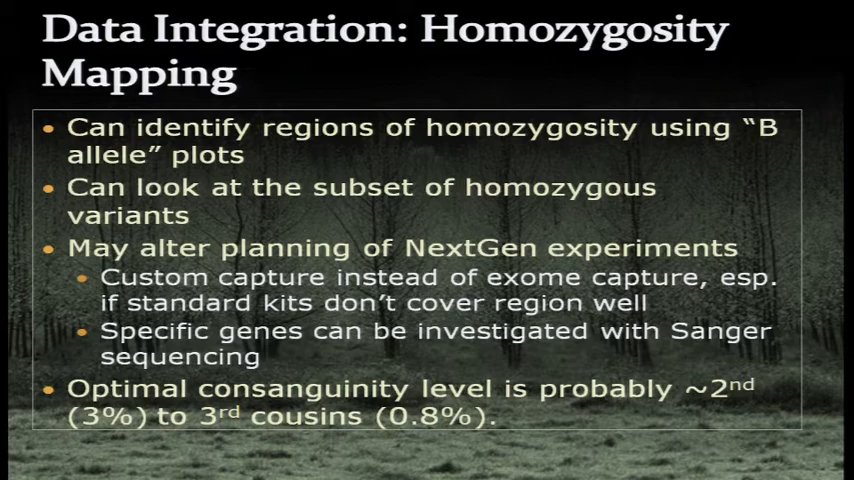 Data Integration: Homozygosity
Mapping
• Can identify regions of homozygosity using “B
allele” plots
• Can look at the subset of homozygous
variants
• May alter planning of NextGen experiments
• Custom capture instead of exome capture, esp.
if standard kits don’t cover region well
• Specific genes can be investigated with Sanger
sequencing
• Optimal consanguinity level is probably ~2nd
(3%) to 3rd cousins (0.8%).